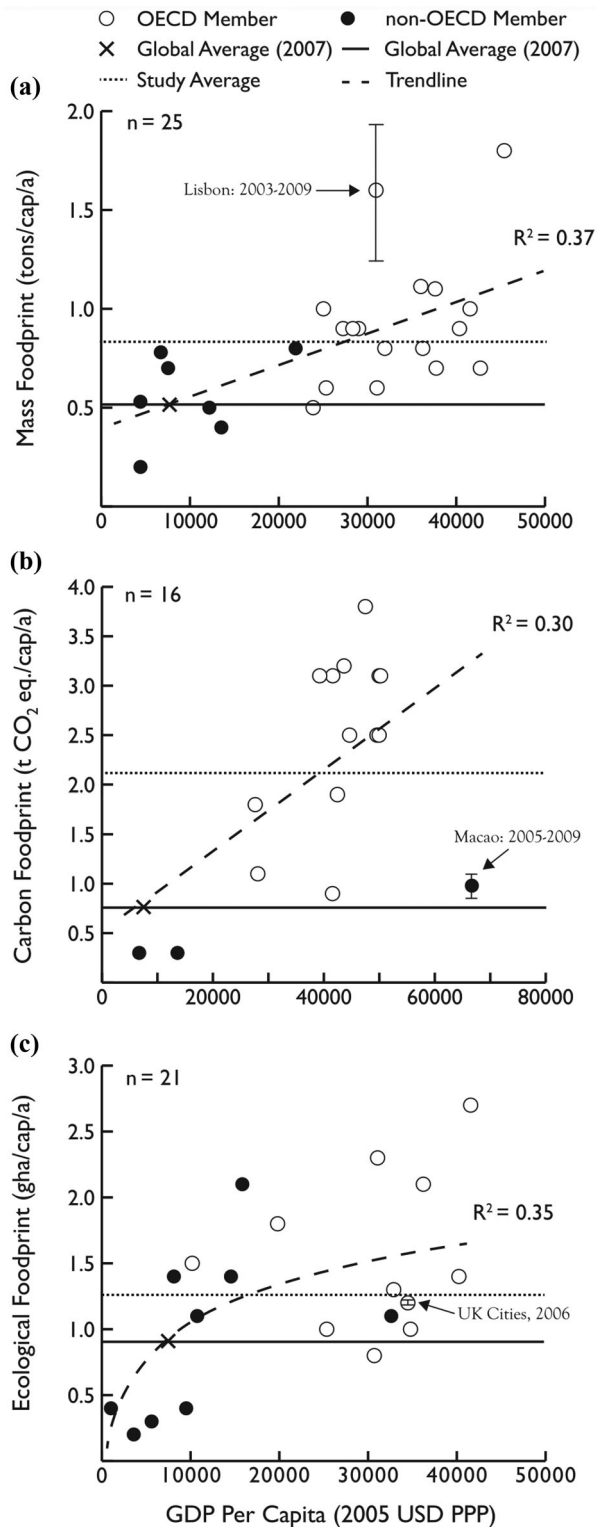 OECD Member
non-OECD Member
Global Average (2007)
Global Average (2007)
Study Average
Trendline
(a)
n = 25
Lisbon: 2003-2009
R² = 0.37
Mass Foodprint (tons/cap/a)
2.0
1.5
1.0
0.5
0
10000
20000
30000
40000
50000
(b)
n = 16
R² = 0.30
Macao: 2005-2009
Carbon Foodprint (t CO₂ eq./cap/a)
4.0
3.5
3.0
2.5
2.0
1.5
1.0
0.5
0
20000
40000
60000
80000
(c)
n = 21
R² = 0.35
UK Cities, 2006
Ecological Foodprint (gha/cap/a)
3.0
2.5
2.0
1.5
1.0
0.5
0
10000
20000
30000
40000
50000
GDP Per Capita (2005 USD PPP)